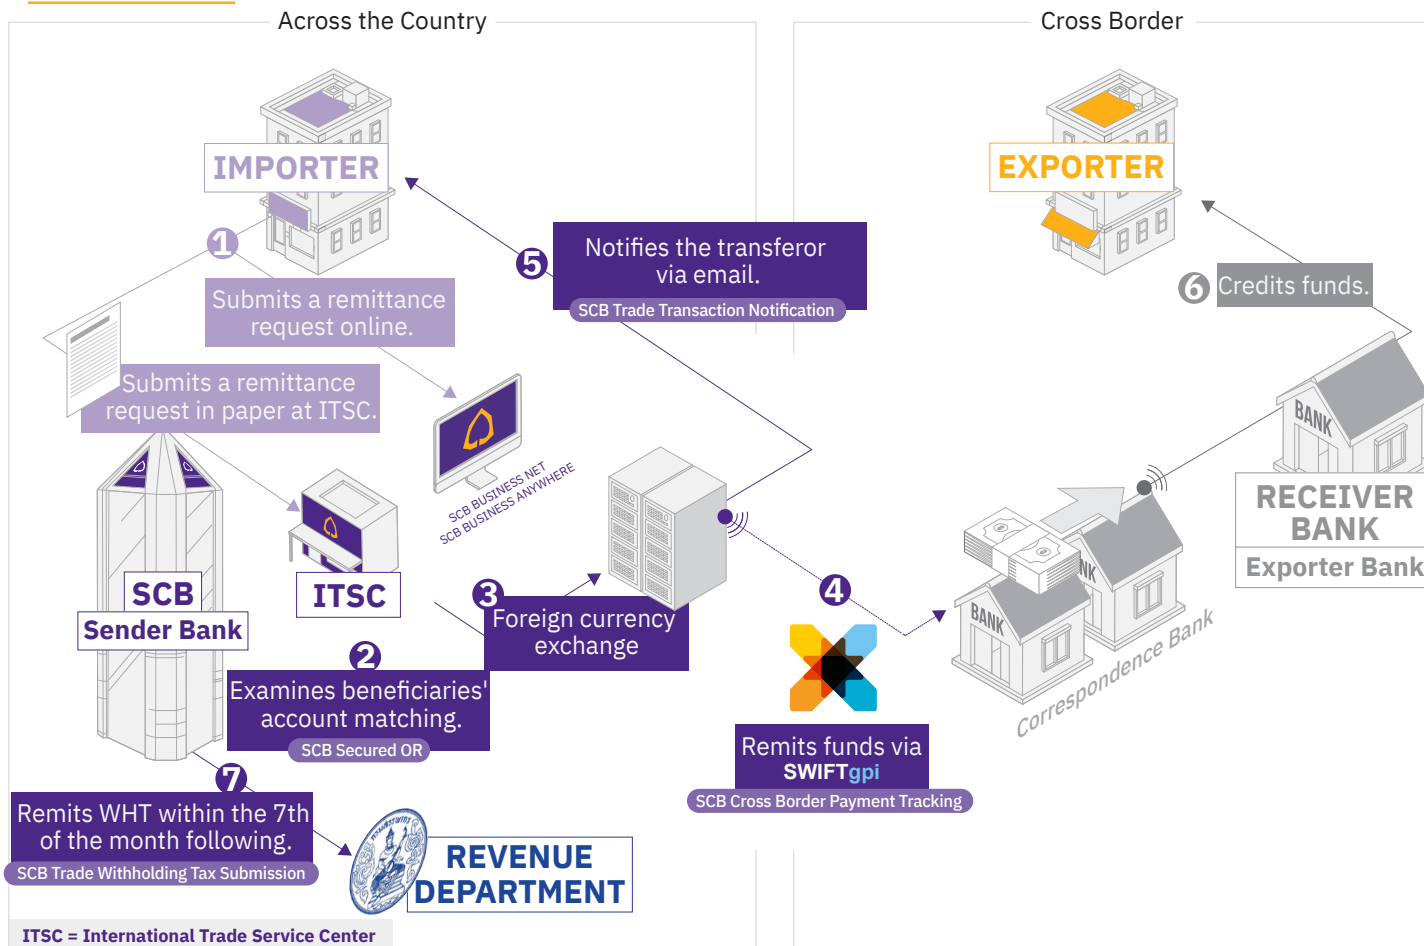 Across the Country
Cross Border
IMPORTER
EXPORTER
1
Submits a remittance
request online.
Submits a remittance
request in paper at ITSC.
5
Notifies the transferor
via email.
SCB Trade Transaction Notification
6
Credits funds.
SCB BUSINESS NET
SCB BUSINESS ANYWHERE
BANK
RECEIVER
BANK
Exporter Bank
SCB
Sender Bank
ITSC
3
Foreign currency
exchange
2
Examines beneficiaries'
account matching.
SCB Secured OR
4
Remits funds via
SWIFTgpi
SCB Cross Border Payment Tracking
BANK
NK
Correspondence Bank
7
Remits WHT within the 7th
of the month following.
SCB Trade Withholding Tax Submission
REVENUE
DEPARTMENT
ITSC = International Trade Service Center